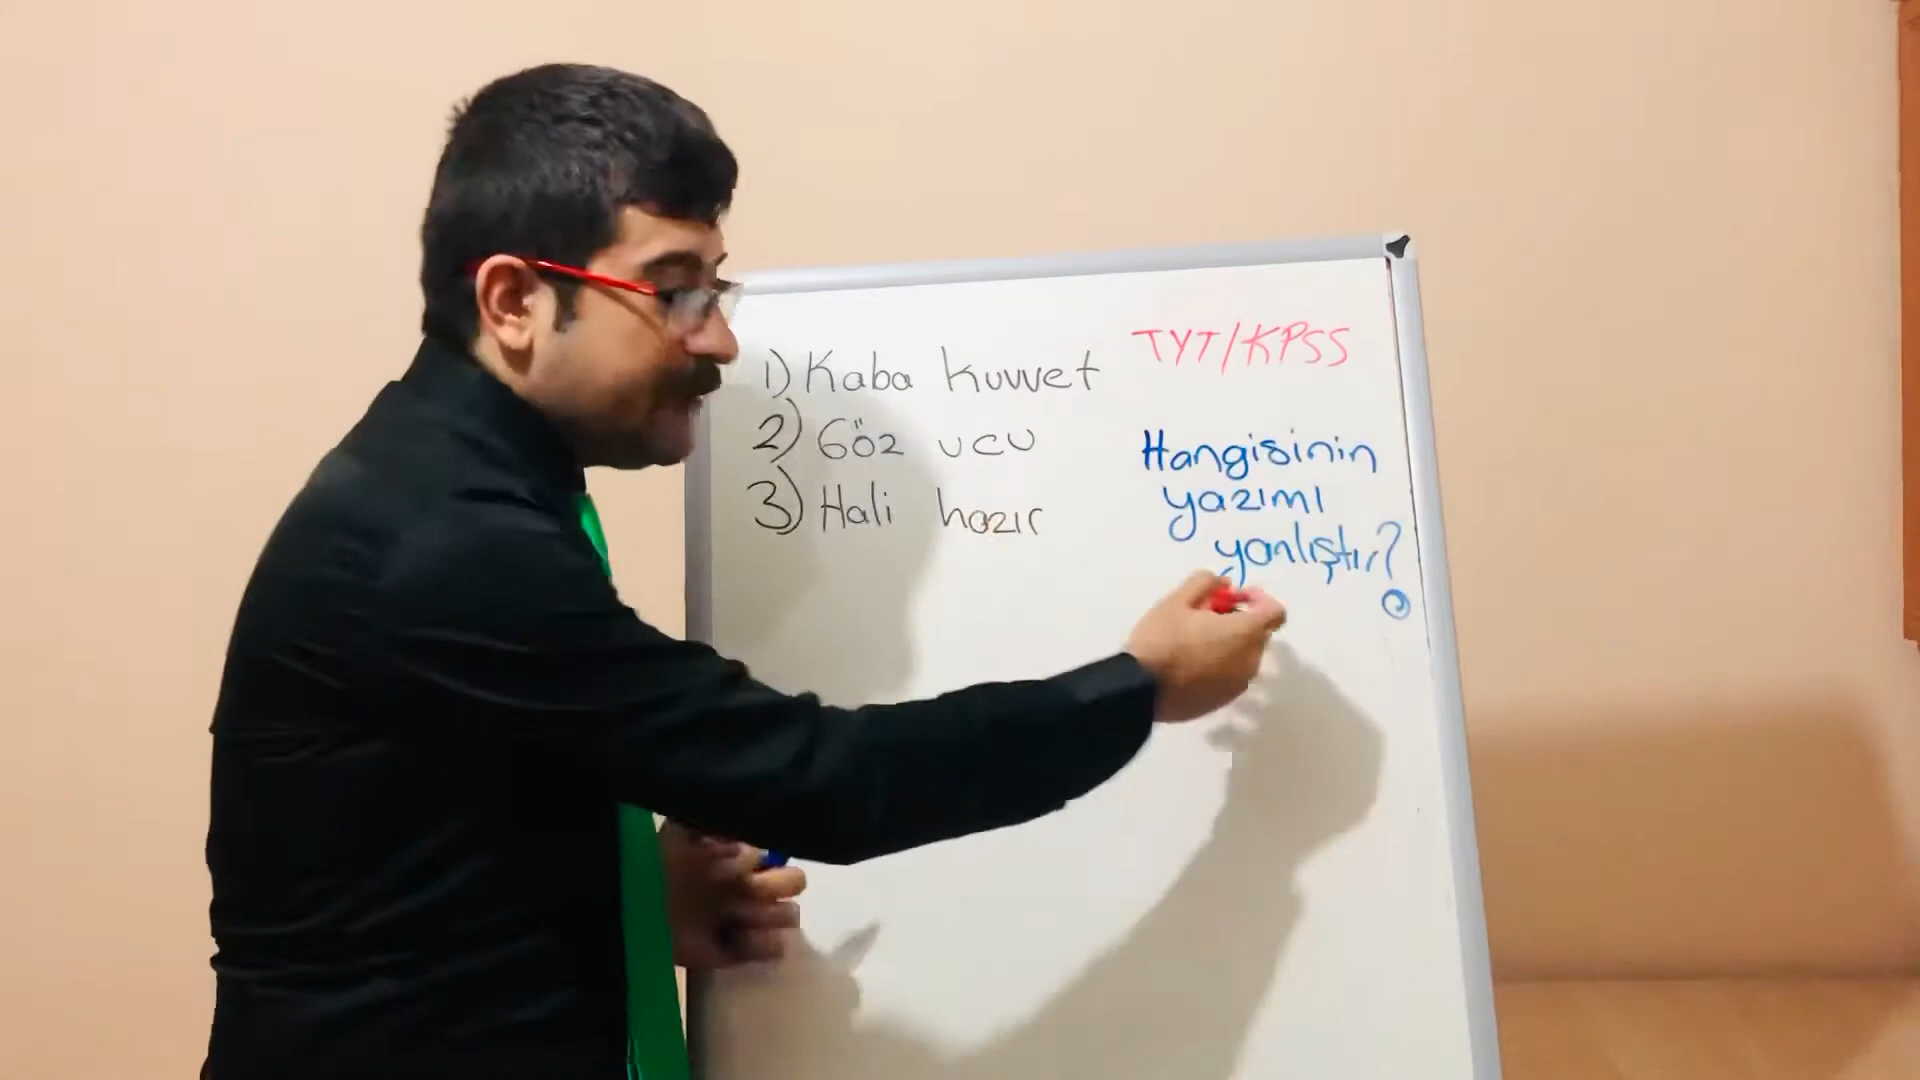 TYT/KPSS
1) Kaba kuvvet
2) Göz ucu
3) Hali hazır
Hangisinin
yazımı
yanlıştır?